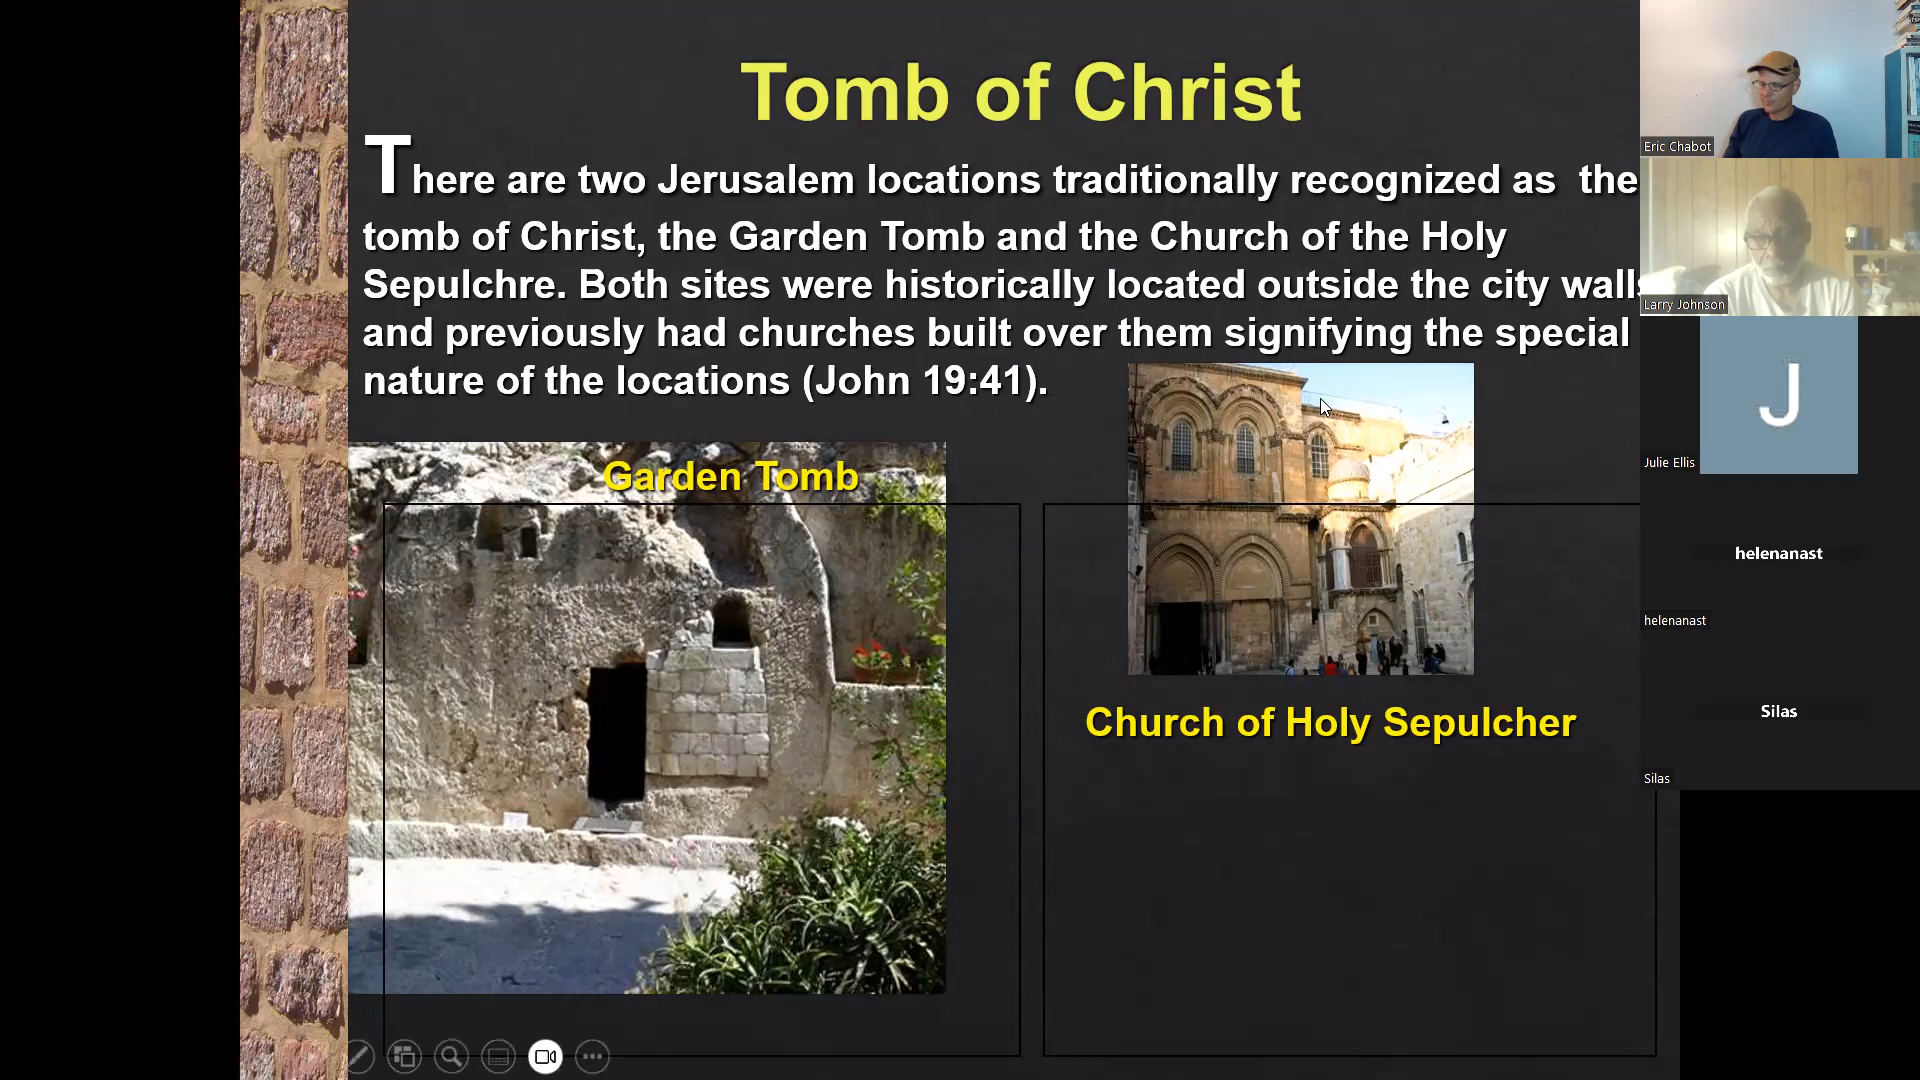 Tomb of Christ
There are two Jerusalem locations traditionally recognized as the
tomb of Christ, the Garden Tomb and the Church of the Holy
Sepulchre. Both sites were historically located outside the city walls
and previously had churches built over them signifying the special
nature of the locations (John 19:41).
Garden Tomb
Church of Holy Sepulcher
Eric Chabot
Larry Johnson
J
Julie Ellis
helenanast
helenanast
Silas
Silas